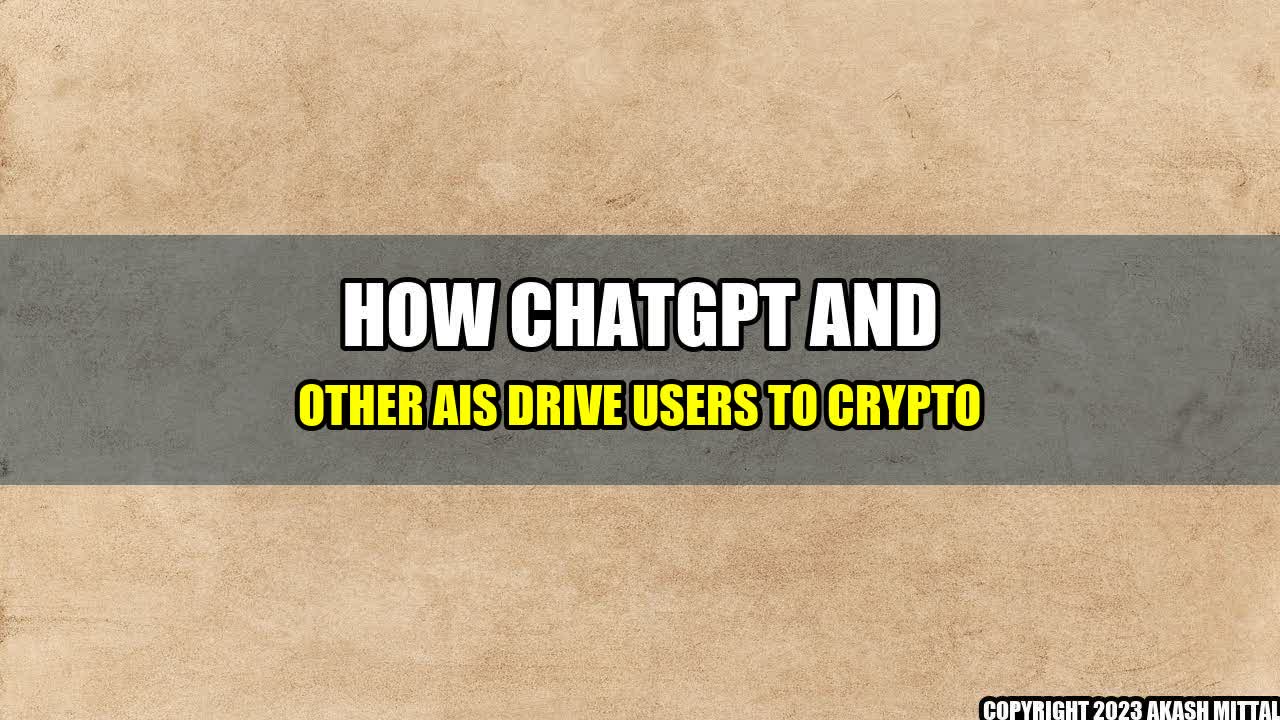 HOW CHATGPT AND
OTHER AIS DRIVE USERS TO CRYPTO
COPYRIGHT 2023 AKASH MITTAL